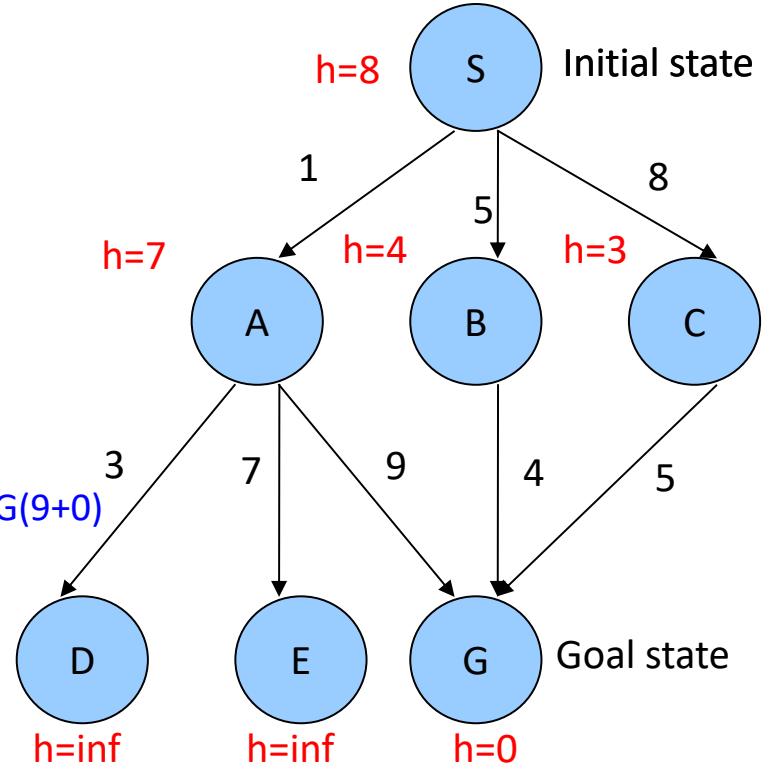 S
Initial state
h=8
1
5
8
h=7
h=4
h=3
A
B
C
3
7
9
4
5
G(9+0)
D
E
G
Goal state
h=inf
h=inf
h=0